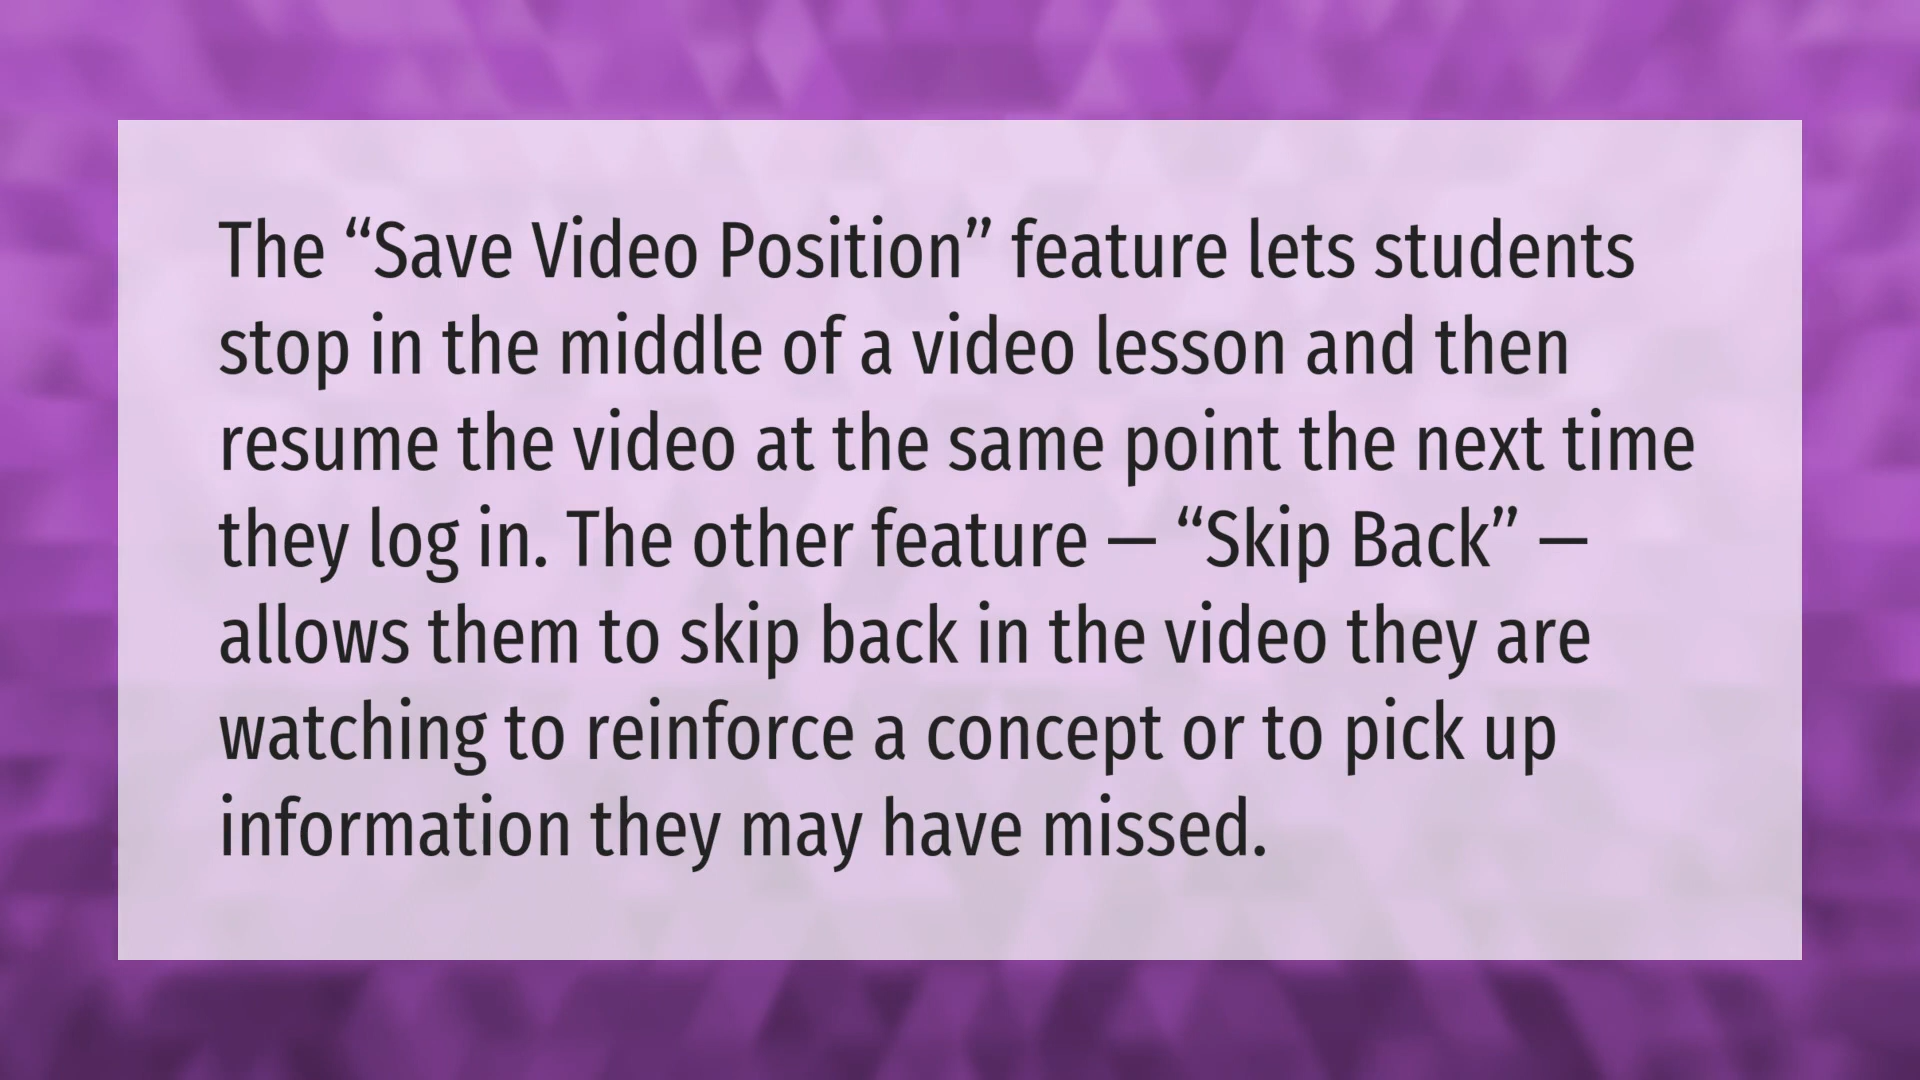 The “Save Video Position” feature lets students
stop in the middle of a video lesson and then
resume the video at the same point the next time
they log in. The other feature — “Skip Back” —
allows them to skip back in the video they are
watching to reinforce a concept or to pick up
information they may have missed.